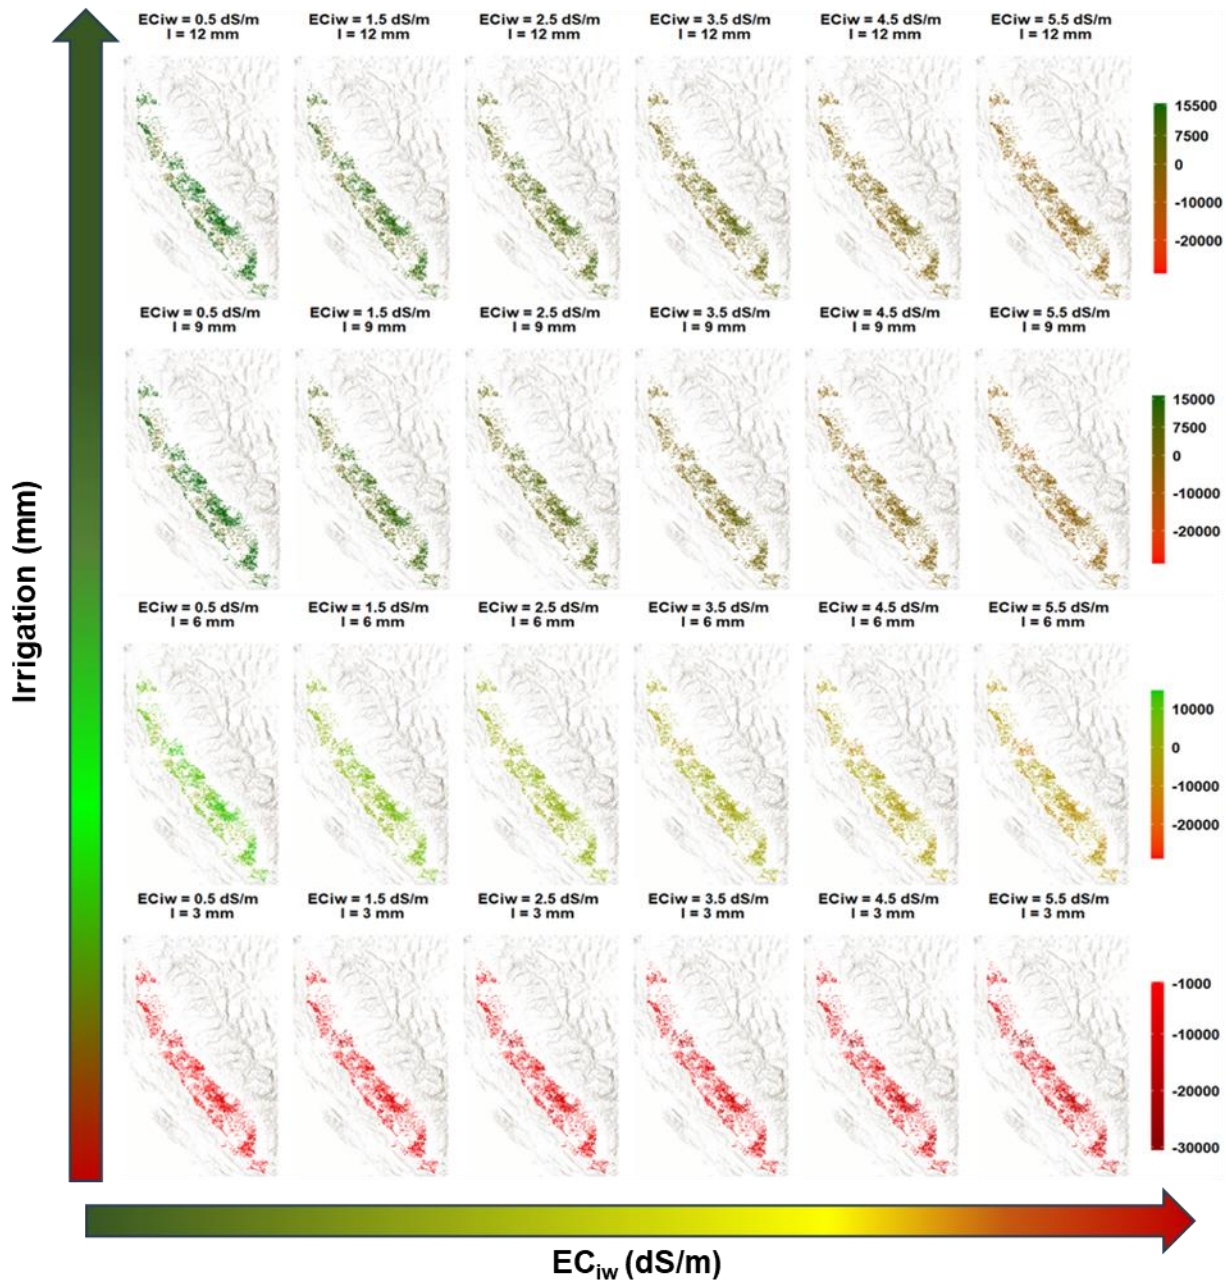 ECiw = 0.5 dS/m ECiw = 1.5 dS/m ECiw = 2.5 dS/m ECiw = 3.5 dS/m ECiw = 4.5 dS/m ECiw = 5.5 dS/m
I = 12 mm I = 12 mm I = 12 mm I = 12 mm I = 12 mm I = 12 mm
15500
7500
0
-10000
-20000
ECiw = 0.5 dS/m ECiw = 1.5 dS/m ECiw = 2.5 dS/m ECiw = 3.5 dS/m ECiw = 4.5 dS/m ECiw = 5.5 dS/m
I = 9 mm I = 9 mm I = 9 mm I = 9 mm I = 9 mm I = 9 mm
15000
7500
0
-10000
-20000
Irrigation (mm)
ECiw = 0.5 dS/m ECiw = 1.5 dS/m ECiw = 2.5 dS/m ECiw = 3.5 dS/m ECiw = 4.5 dS/m ECiw = 5.5 dS/m
I = 6 mm I = 6 mm I = 6 mm I = 6 mm I = 6 mm I = 6 mm
10000
0
-10000
-20000
ECiw = 0.5 dS/m ECiw = 1.5 dS/m ECiw = 2.5 dS/m ECiw = 3.5 dS/m ECiw = 4.5 dS/m ECiw = 5.5 dS/m
I = 3 mm I = 3 mm I = 3 mm I = 3 mm I = 3 mm I = 3 mm
-1000
-10000
-20000
-30000
ECiw (dS/m)